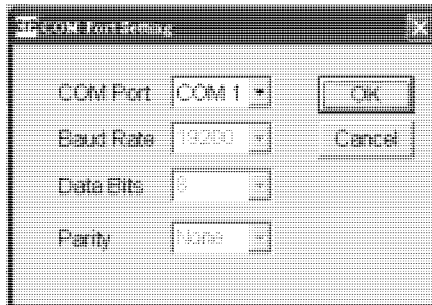 COM Port Setting
COM Port COM 1 OK
Baud Rate 19200 Cancel
Data Bits 8
Parity None